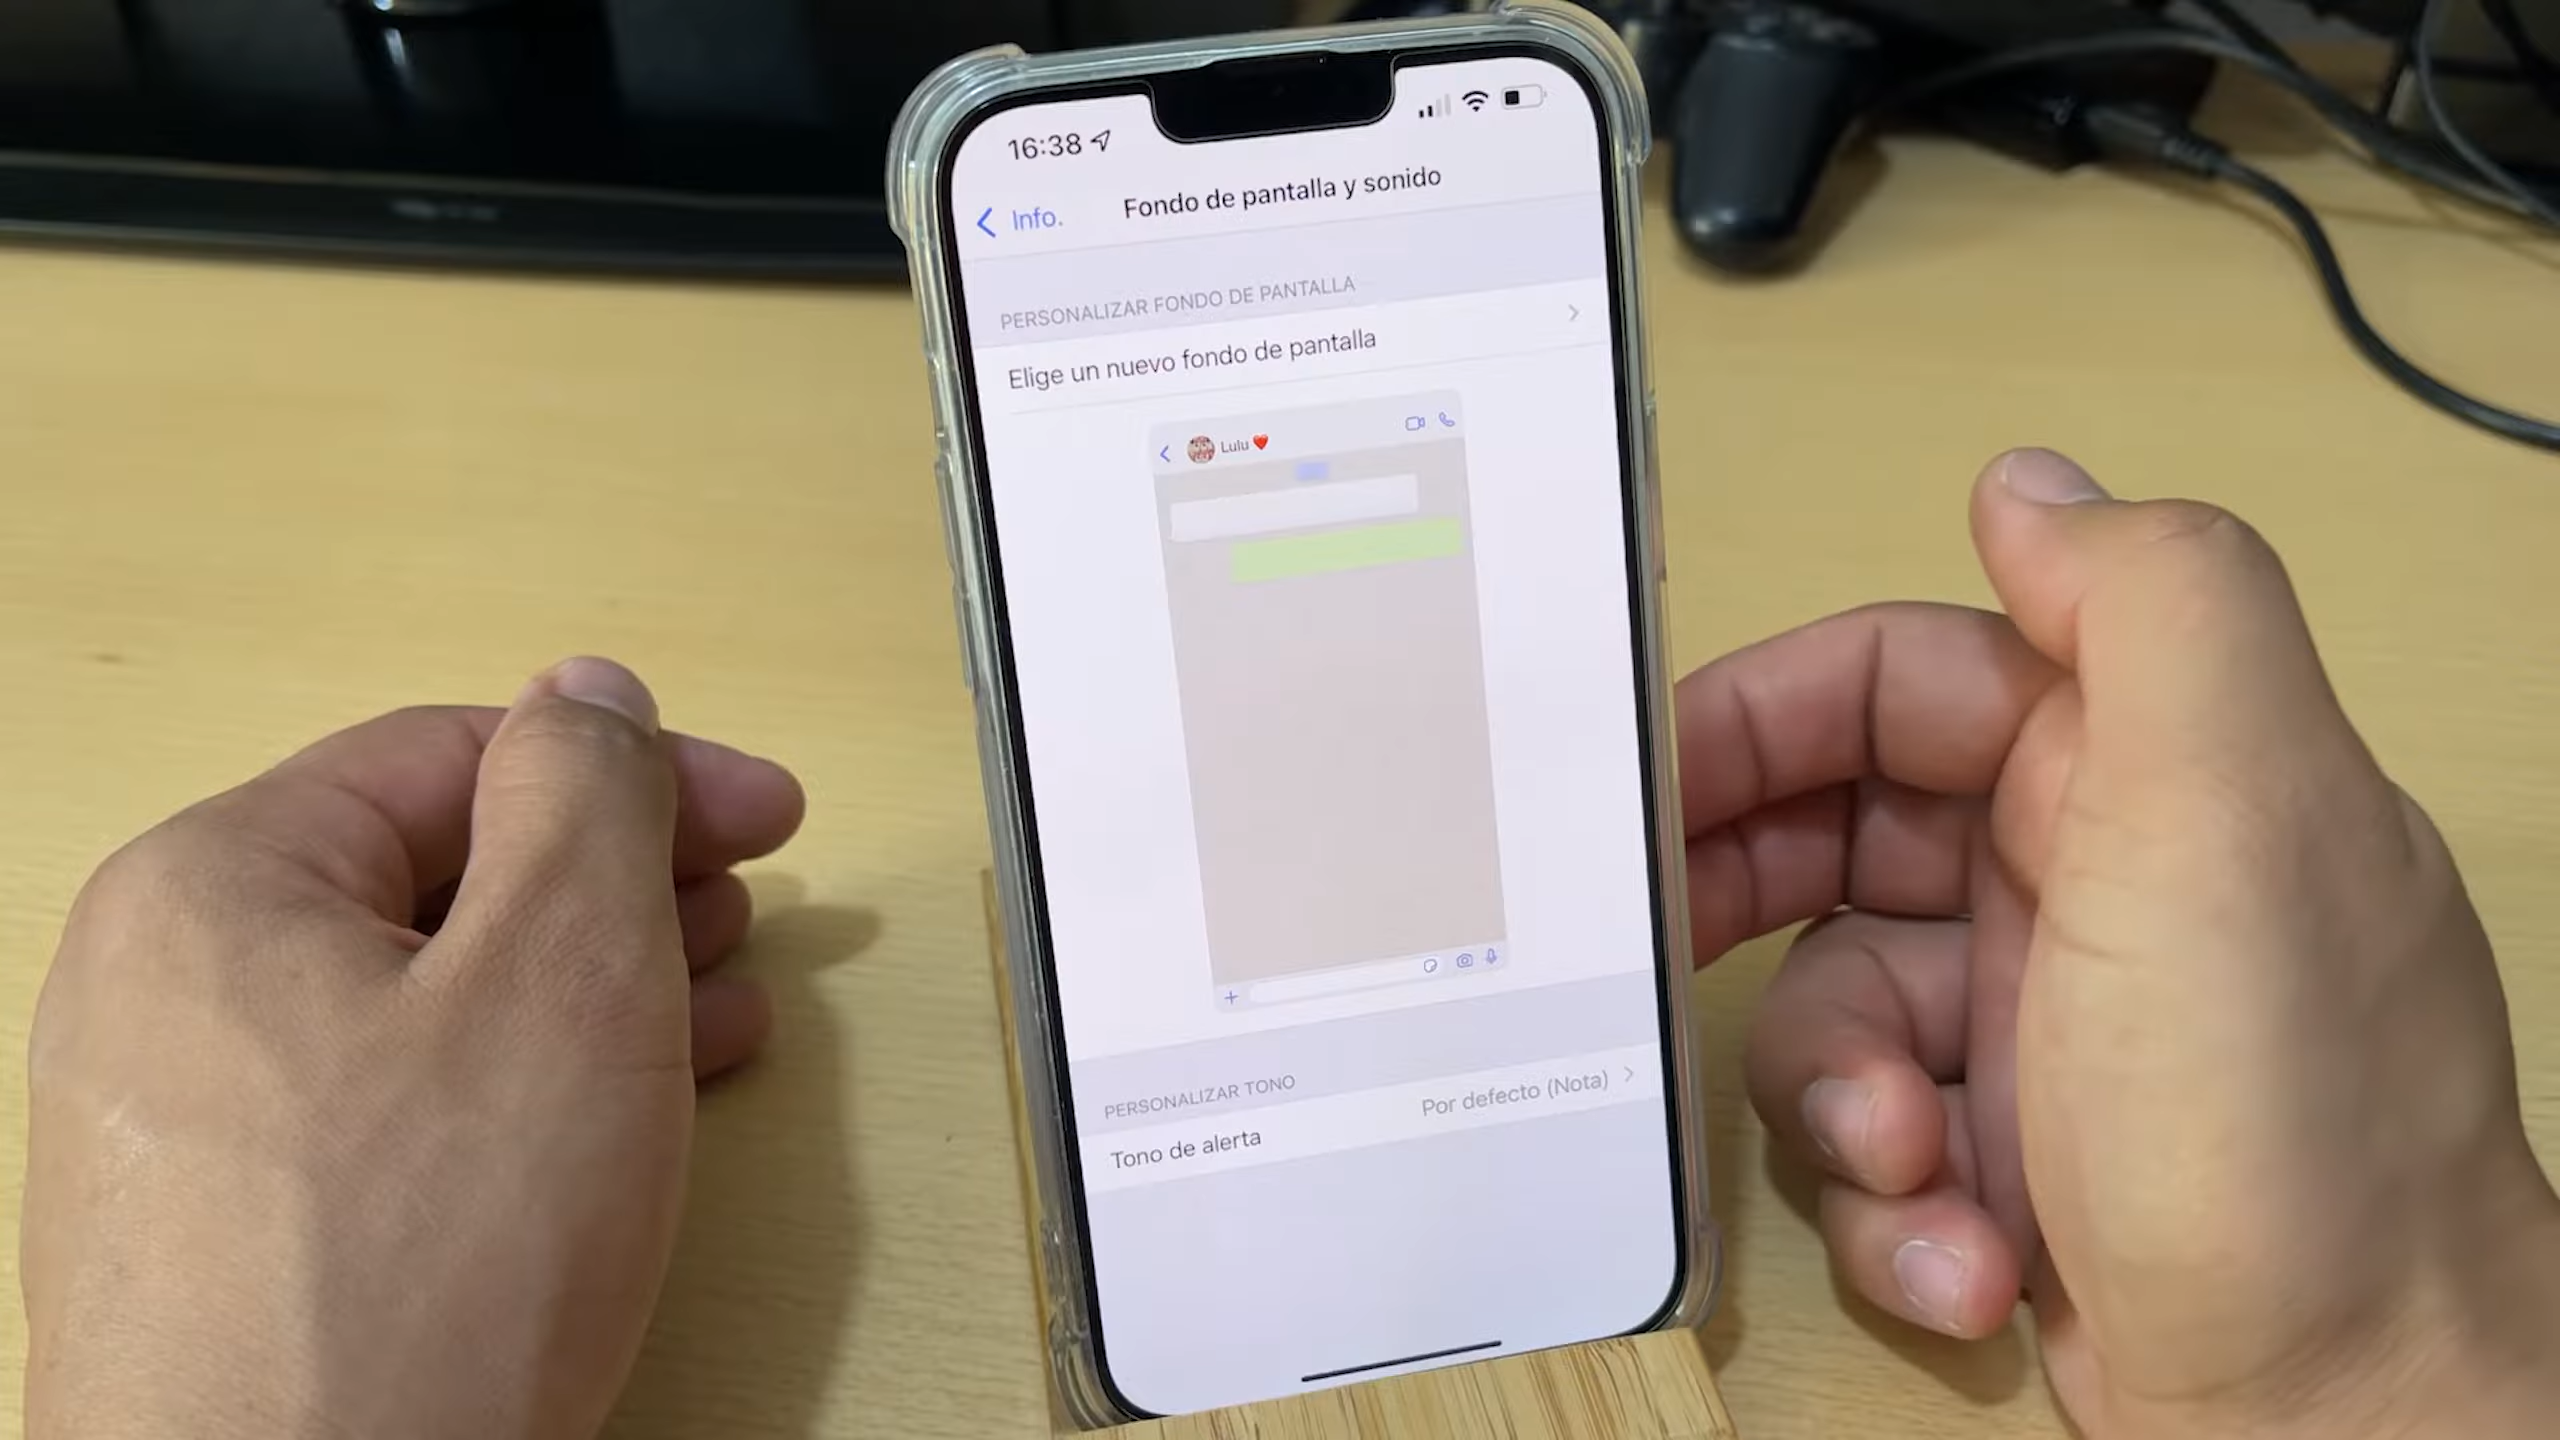 16:38
Info.
Fondo de pantalla y sonido
PERSONALIZAR FONDO DE PANTALLA
Elige un nuevo fondo de pantalla
Lulu ❤️
PERSONALIZAR TONO
Tono de alerta
Por defecto (Nota)